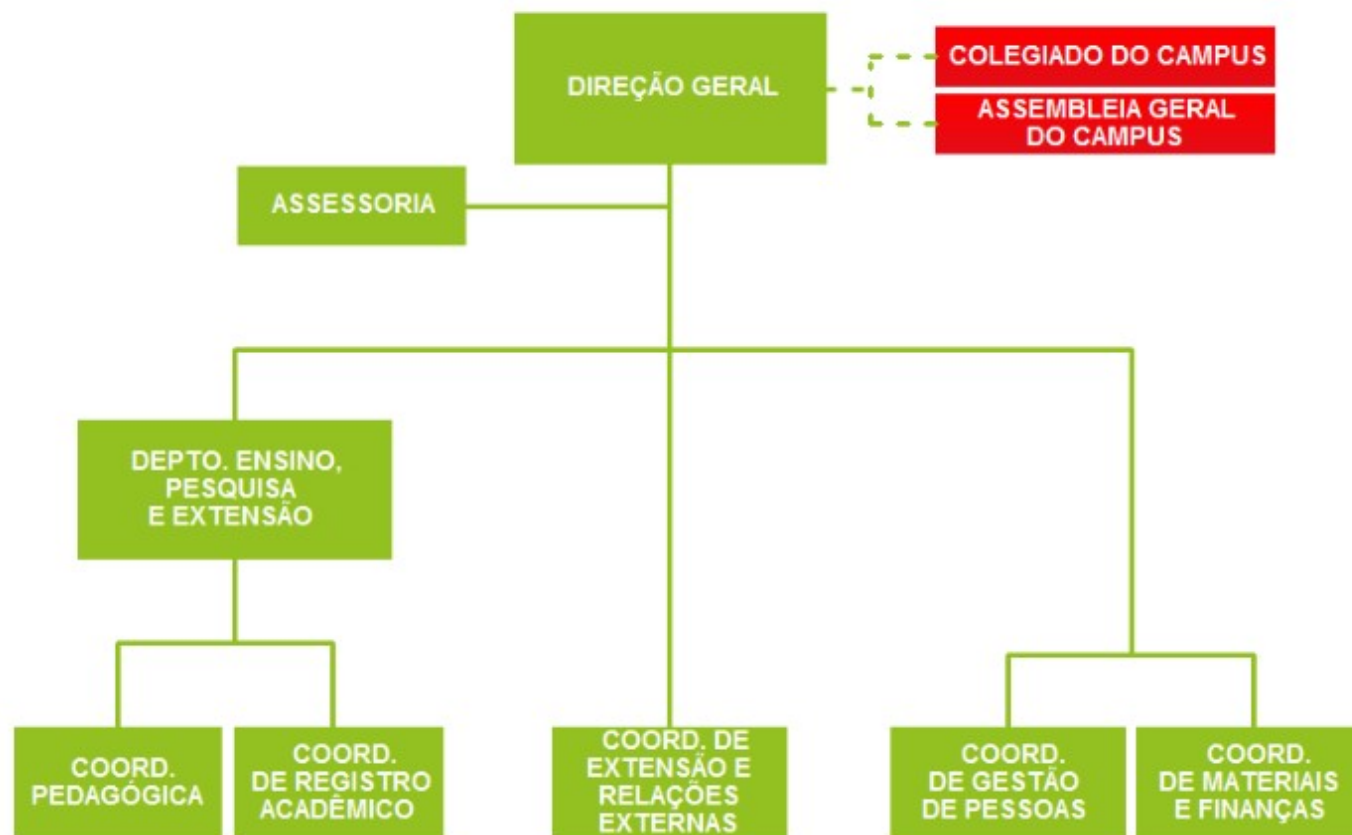 DIREÇÃO GERAL
COLEGIADO DO CAMPUS
ASSEMBLEIA GERAL
DO CAMPUS
ASSESSORIA
DEPTO. ENSINO,
PESQUISA
E EXTENSÃO
COORD.
PEDAGÓGICA
COORD.
DE REGISTRO
ACADÊMICO
COORD. DE
EXTENSÃO E
RELAÇÕES
EXTERNAS
COORD.
DE GESTÃO
DE PESSOAS
COORD.
DE MATERIAIS
E FINANÇAS